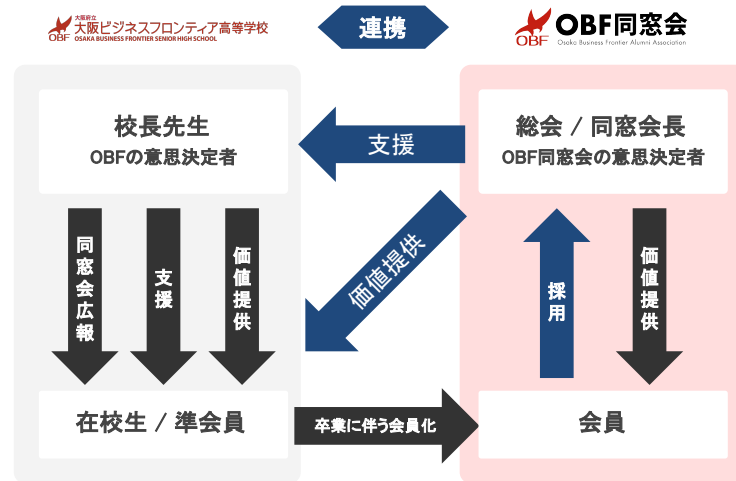 大阪府立
大阪ビジネスフロンティア高等学校
OBF OSAKA BUSINESS FRONTIER SENIOR HIGH SCHOOL
連携
OBF同窓会
OBF Osaka Business Frontier Alumni Association
校長先生
OBFの意思決定者
支援
総会 / 同窓会長
OBF同窓会の意思決定者
同窓会広報
支援
価値提供
価値提供
採用
価値提供
在校生 / 準会員
卒業に伴う会員化
会員